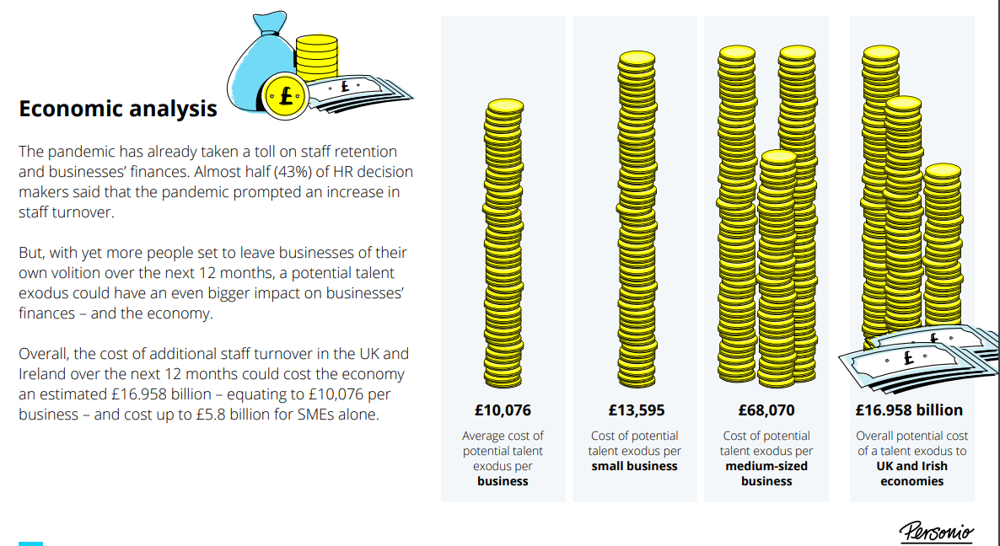 Economic analysis
The pandemic has already taken a toll on staff retention
and businesses’ finances. Almost half (43%) of HR decision
makers said that the pandemic prompted an increase in
staff turnover.
But, with yet more people set to leave businesses of their
own volition over the next 12 months, a potential talent
exodus could have an even bigger impact on businesses’
finances – and the economy.
Overall, the cost of additional staff turnover in the UK and
Ireland over the next 12 months could cost the economy
an estimated £16.958 billion – equating to £10,076 per
business – and cost up to £5.8 billion for SMEs alone.
£
£
£10,076
Average cost of
potential talent
exodus per
business
£13,595
Cost of potential
talent exodus per
small business
£68,070
Cost of potential
talent exodus per
medium-sized
business
£
£
£16.958 billion
Overall potential cost
of a talent exodus to
UK and Irish
economies
Personio